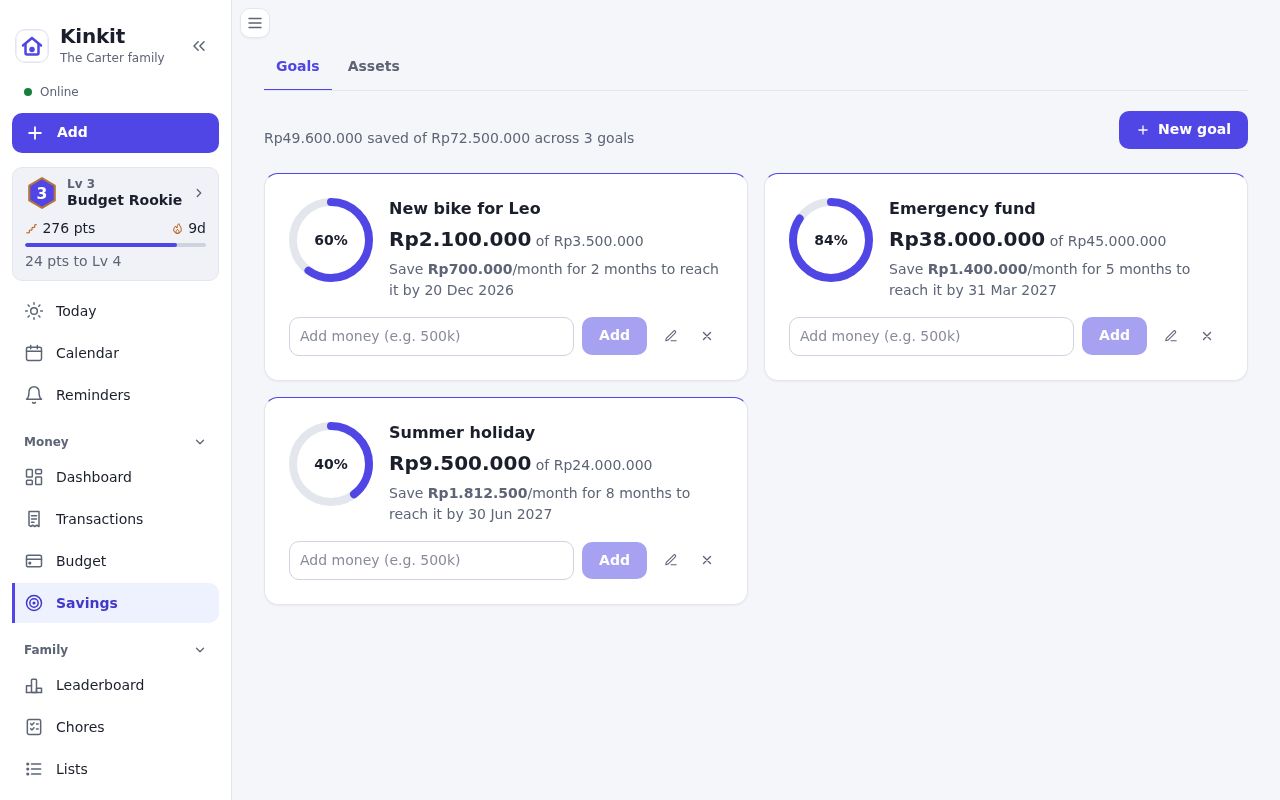 Kinkit
The Carter family
Online
Add
3
Lv 3
Budget Rookie
276 pts
9d
24 pts to Lv 4
Today
Calendar
Reminders
Money
Dashboard
Transactions
Budget
Savings
Family
Leaderboard
Chores
Lists
Goals
Assets
Rp49.600.000 saved of Rp72.500.000 across 3 goals
New goal
60%
New bike for Leo
Rp2.100.000 of Rp3.500.000
Save Rp700.000/month for 2 months to reach
it by 20 Dec 2026
Add money (e.g. 500k)
Add
84%
Emergency fund
Rp38.000.000 of Rp45.000.000
Save Rp1.400.000/month for 5 months to
reach it by 31 Mar 2027
Add money (e.g. 500k)
Add
40%
Summer holiday
Rp9.500.000 of Rp24.000.000
Save Rp1.812.500/month for 8 months to
reach it by 30 Jun 2027
Add money (e.g. 500k)
Add